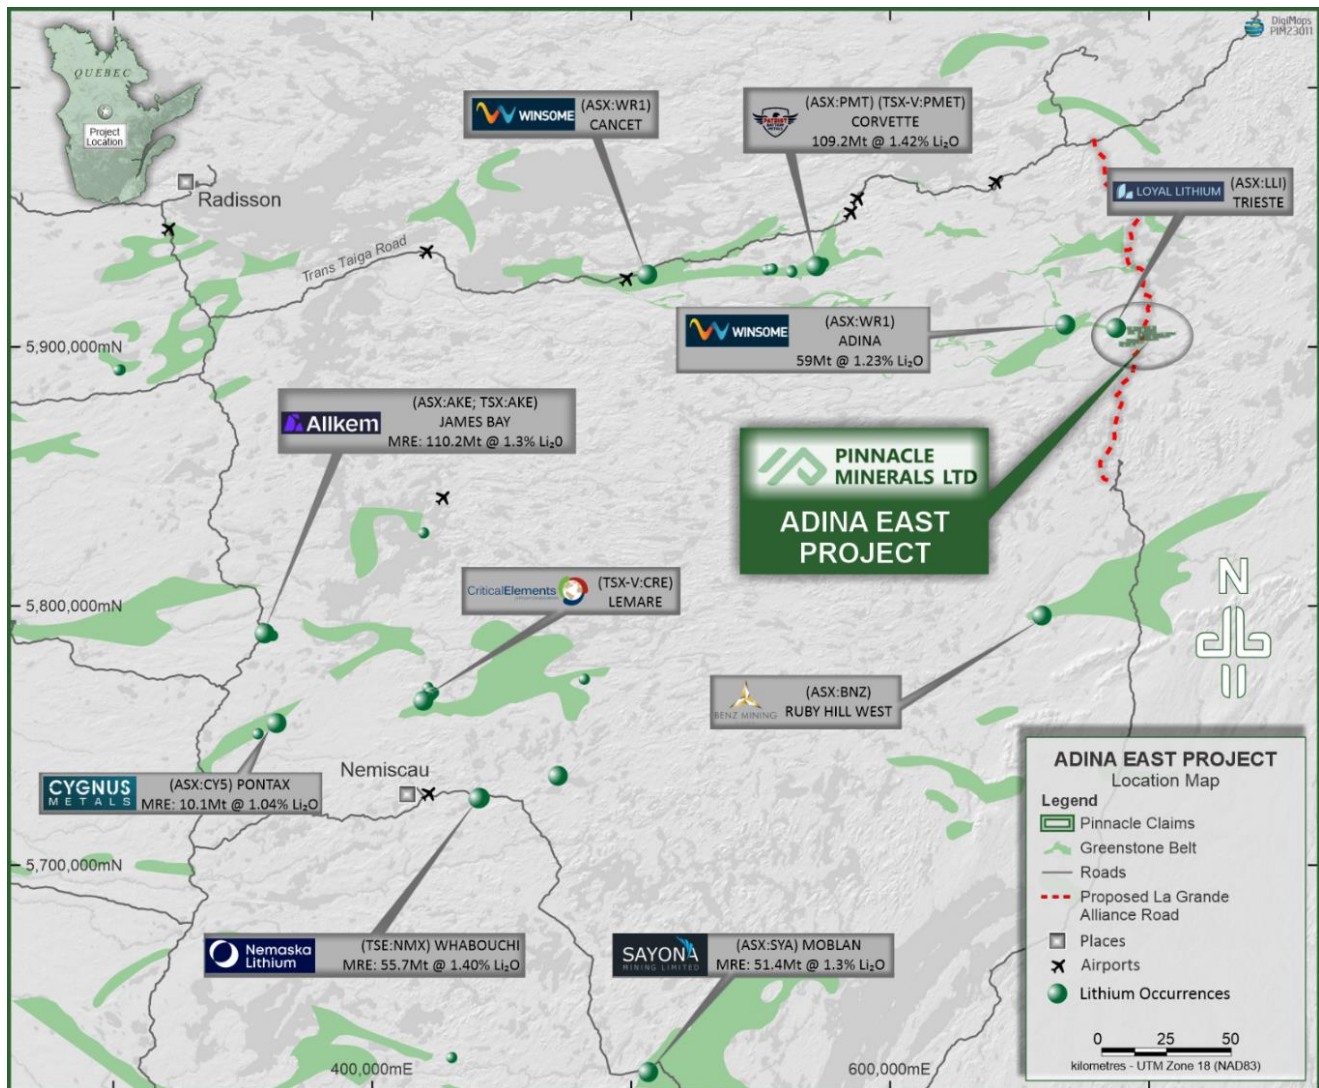 DigiMaps
PIM23011
QUEBEC
Project
Location
Radisson
WINSOME
(ASX:WR1)
CANCET
PATRIOT
BATTERY METALS
(ASX:PMT) (TSX-V:PMET)
CORVETTE
109.2Mt @ 1.42% Li₂O
LOYAL LITHIUM
(ASX:LLI)
TRIESTE
Trans Taiga Road
WINSOME
(ASX:WR1)
ADINA
59Mt @ 1.23% Li₂O
5,900,000mN
Allkem
(ASX:AKE; TSX:AKE)
JAMES BAY
MRE: 110.2Mt @ 1.3% Li₂0
PINNACLE
MINERALS LTD
ADINA EAST
PROJECT
CriticalElements
(TSX-V:CRE)
LEMARE
5,800,000mN
N
BENZ MINING
(ASX:BNZ)
RUBY HILL WEST
CYGNUS
METALS
(ASX:CY5) PONTAX
MRE: 10.1Mt @ 1.04% Li₂O
Nemiscau
5,700,000mN
Nemaska
Lithium
(TSE:NMX) WHABOUCHI
MRE: 55.7Mt @ 1.40% Li₂O
SAYONA
MINING LIMITED
(ASX:SYA) MOBLAN
MRE: 51.4Mt @ 1.3% Li₂O
400,000mE
600,000mE
ADINA EAST PROJECT
Location Map
Legend
Pinnacle Claims
Greenstone Belt
Roads
Proposed La Grande
Alliance Road
Places
Airports
Lithium Occurrences
0 25 50
kilometres - UTM Zone 18 (NAD83)